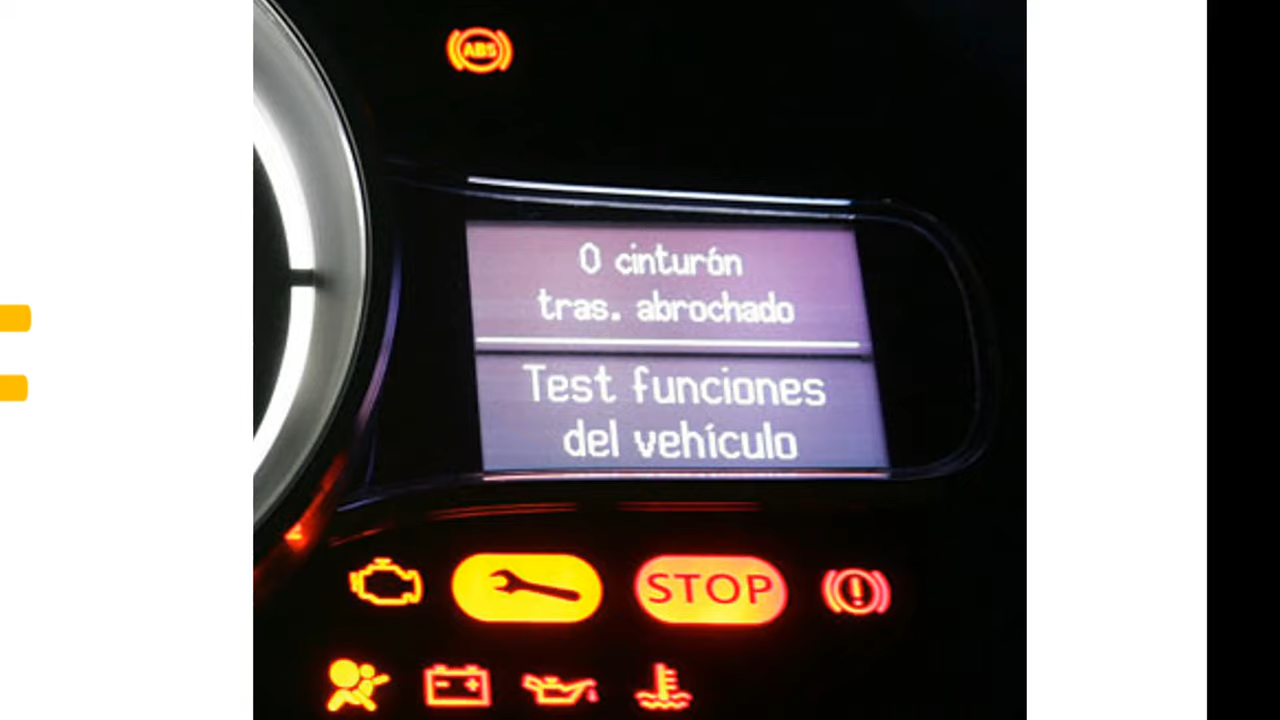 ABS
0 cinturón
tras. abrochado
Test funciones
del vehículo
STOP